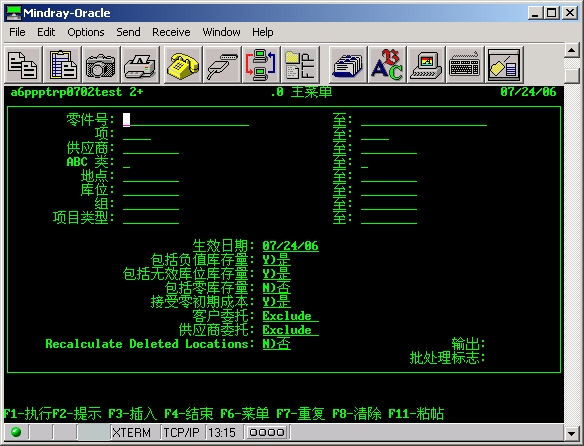 Mindray-Oracle
File Edit Options Send Receive Window Help
a6ppptrp0702test 2+ .0 主菜单 07/24/06
零件号: 至:
项: 至:
供应商: 至:
ABC 类: 至:
地点: 至:
库位: 至:
组: 至:
项目类型: 至:
生效日期: 07/24/06
包括负值库存量: Y)是
包括无效库位库存量: Y)是
包括零库存量: N)否
接受零初期成本: Y)是
客户委托: Exclude
供应商委托: Exclude
Recalculate Deleted Locations: N)否 输出:
批处理标志:
F1-执行F2-提示 F3-插入 F4-结束 F6-菜单 F7-重复 F8-清除 F11-粘帖
XTERM TCP/IP 13:15